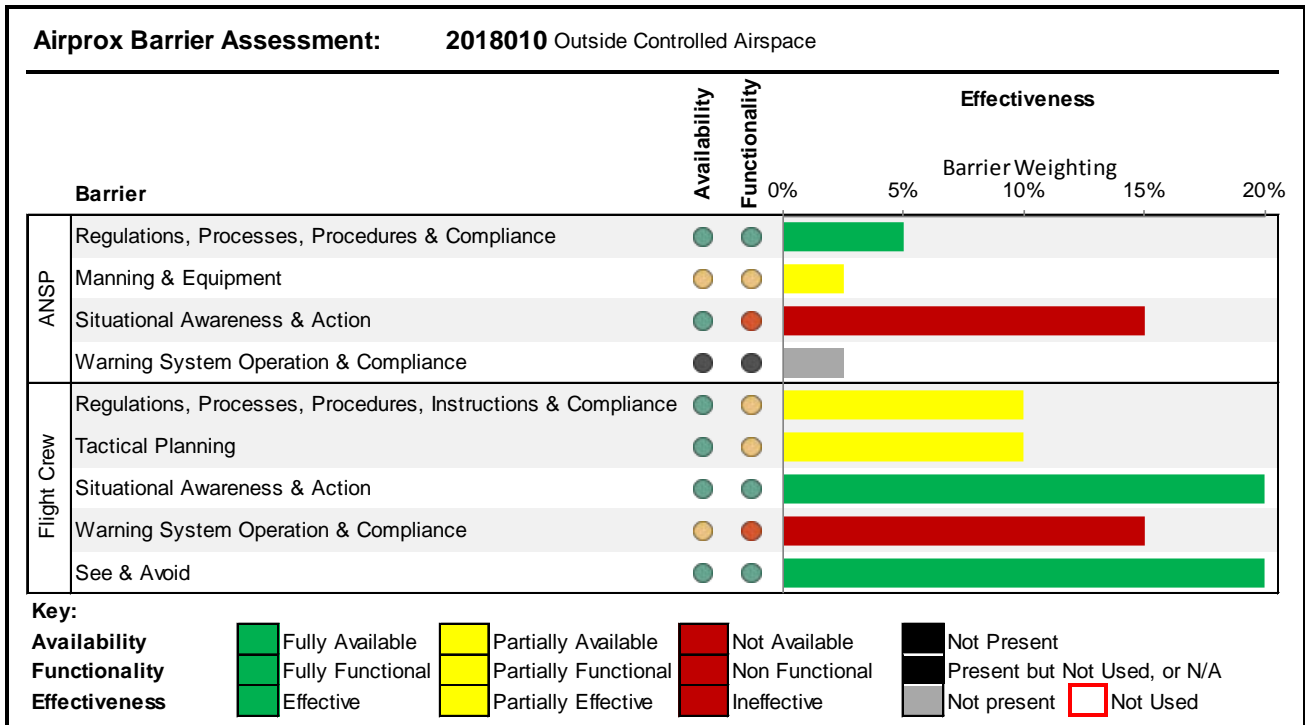 Airprox Barrier Assessment: 2018010 Outside Controlled Airspace
Availability
Functionality
Effectiveness
Barrier Weighting
Barrier
0% 5% 10% 15% 20%
ANSP
Regulations, Processes, Procedures & Compliance
Manning & Equipment
Situational Awareness & Action
Warning System Operation & Compliance
Flight Crew
Regulations, Processes, Procedures, Instructions & Compliance
Tactical Planning
Situational Awareness & Action
Warning System Operation & Compliance
See & Avoid
Key:
Availability Fully Available Partially Available Not Available Not Present
Functionality Fully Functional Partially Functional Non Functional Present but Not Used, or N/A
Effectiveness Effective Partially Effective Ineffective Not present Not Used